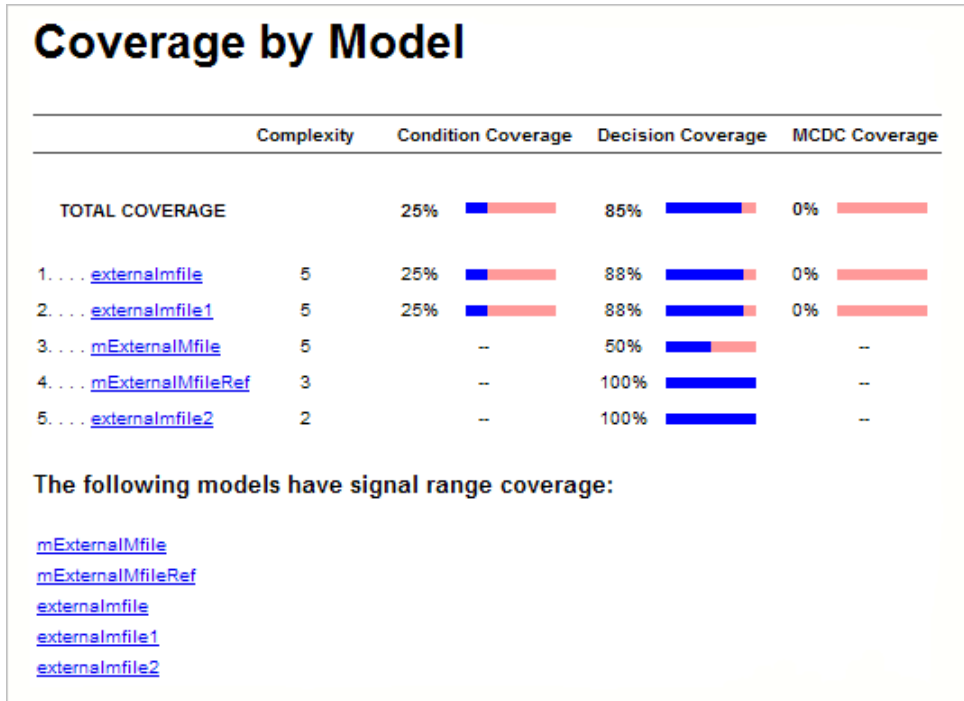 Coverage by Model
Complexity Condition Coverage Decision Coverage MCDC Coverage
TOTAL COVERAGE 25% 85% 0%
1. . . . externalmfile 5 25% 88% 0%
2. . . . externalmfile1 5 25% 88% 0%
3. . . . mExternalMfile 5 -- 50% --
4. . . . mExternalMfileRef 3 -- 100% --
5. . . . externalmfile2 2 -- 100% --
The following models have signal range coverage:
mExternalMfile
mExternalMfileRef
externalmfile
externalmfile1
externalmfile2